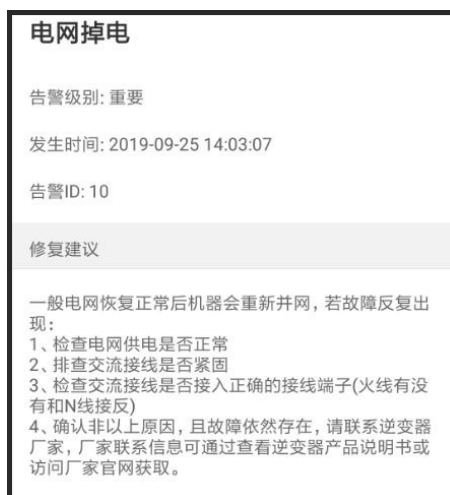 电网掉电
告警级别: 重要
发生时间: 2019-09-25 14:03:07
告警ID: 10
修复建议
一般电网恢复正常后机器会重新并网，若故障反复出
现：
1、检查电网供电是否正常
2、排查交流接线是否紧固
3、检查交流接线是否接入正确的接线端子(火线有没
有和N线接反)
4、确认非以上原因，且故障依然存在，请联系逆变器
厂家，厂家联系信息可通过查看逆变器产品说明书或
访问厂家官网获取。